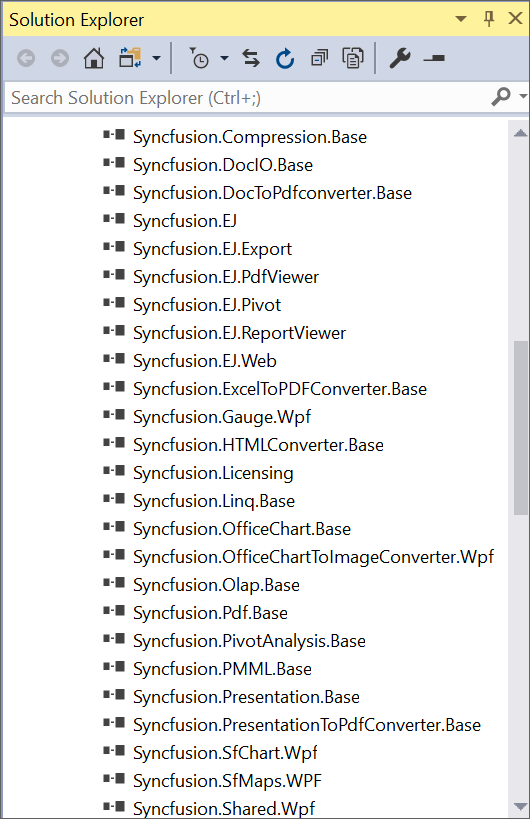 Solution Explorer
Search Solution Explorer (Ctrl+;)
Syncfusion.Compression.Base
Syncfusion.DocIO.Base
Syncfusion.DocToPdfconverter.Base
Syncfusion.EJ
Syncfusion.EJ.Export
Syncfusion.EJ.PdfViewer
Syncfusion.EJ.Pivot
Syncfusion.EJ.ReportViewer
Syncfusion.EJ.Web
Syncfusion.ExcelToPDFConverter.Base
Syncfusion.Gauge.Wpf
Syncfusion.HTMLConverter.Base
Syncfusion.Licensing
Syncfusion.Linq.Base
Syncfusion.OfficeChart.Base
Syncfusion.OfficeChartToImageConverter.Wpf
Syncfusion.Olap.Base
Syncfusion.Pdf.Base
Syncfusion.PivotAnalysis.Base
Syncfusion.PMML.Base
Syncfusion.Presentation.Base
Syncfusion.PresentationToPdfConverter.Base
Syncfusion.SfChart.Wpf
Syncfusion.SfMaps.WPF
Syncfusion.Shared.Wpf